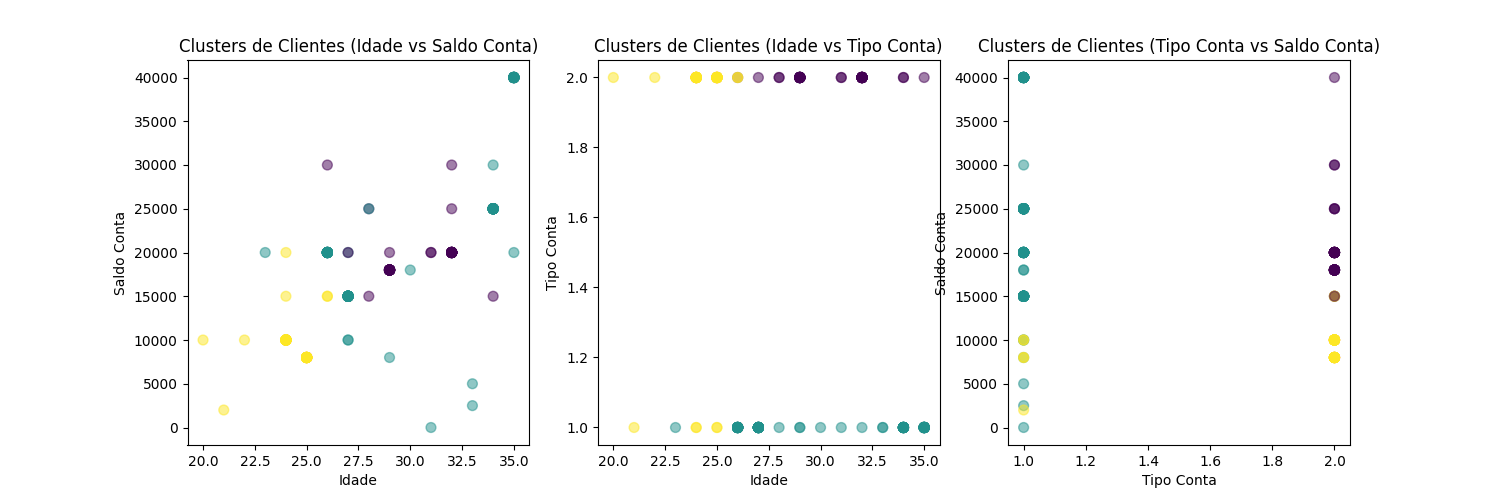 Clusters de Clientes (Idade vs Saldo Conta)
40000
35000
30000
25000
20000
15000
10000
5000
0
Saldo Conta
20.0 22.5 25.0 27.5 30.0 32.5 35.0
Idade
Clusters de Clientes (Idade vs Tipo Conta)
2.0
1.8
1.6
1.4
1.2
1.0
Tipo Conta
20.0 22.5 25.0 27.5 30.0 32.5 35.0
Idade
Clusters de Clientes (Tipo Conta vs Saldo Conta)
40000
35000
30000
25000
20000
15000
10000
5000
0
Saldo Conta
1.0 1.2 1.4 1.6 1.8 2.0
Tipo Conta